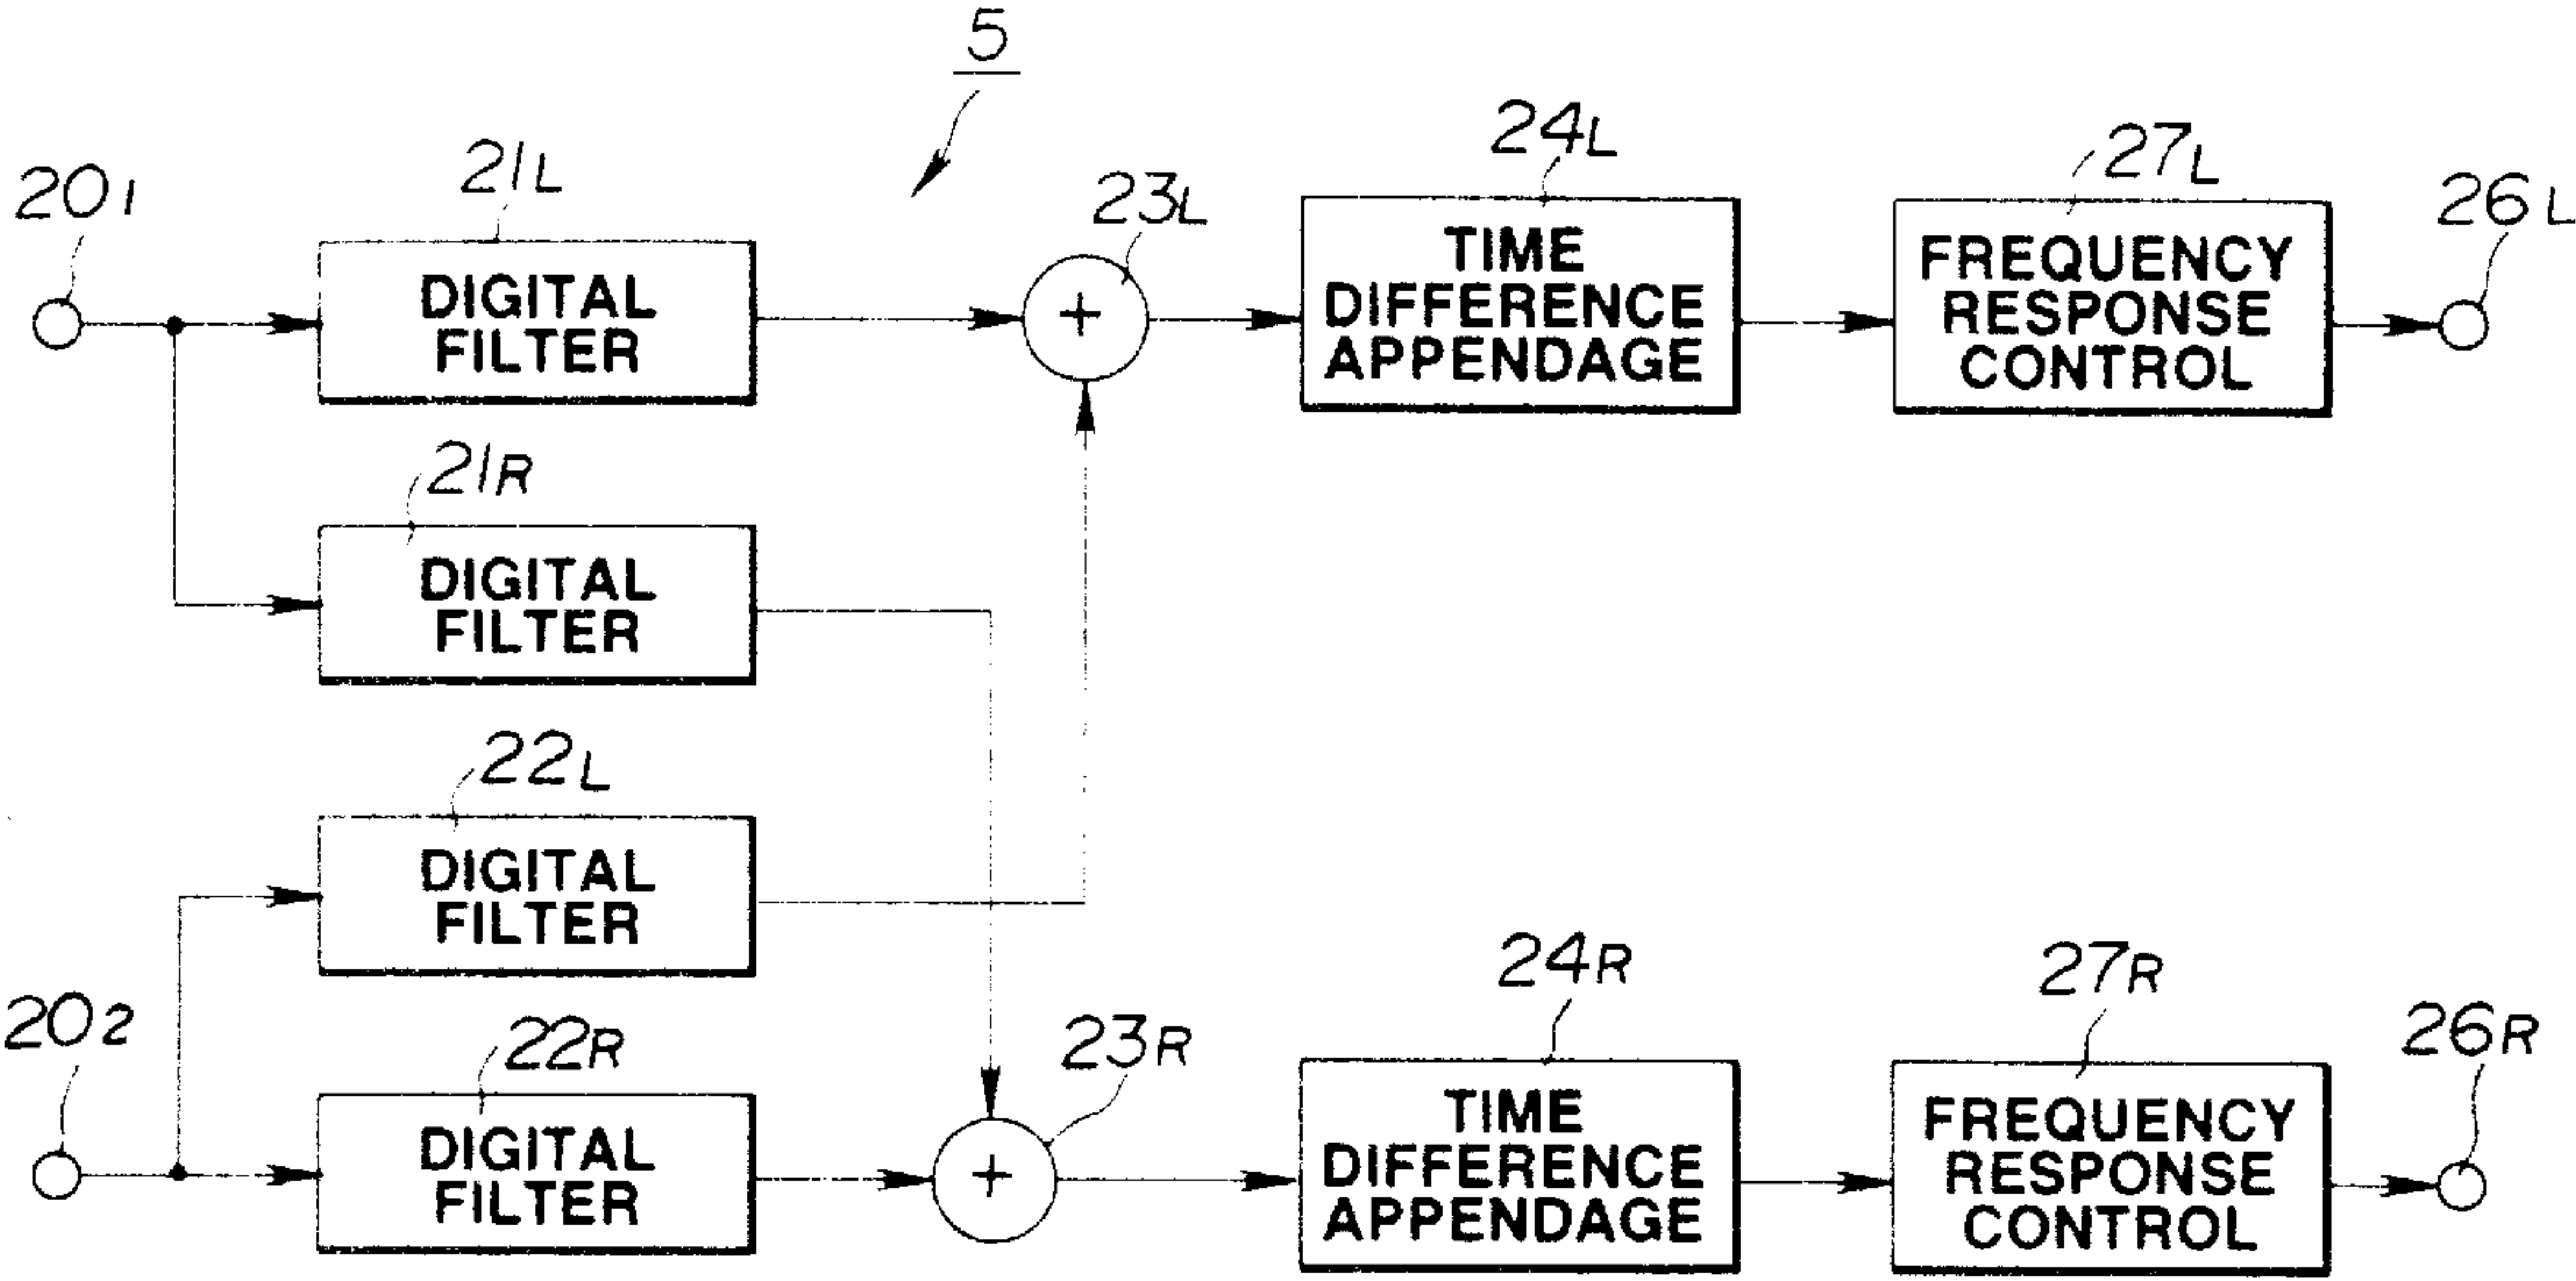 5
201
21L
DIGITAL
FILTER
23L
24L
TIME
DIFFERENCE
APPENDAGE
27L
FREQUENCY
RESPONSE
CONTROL
26L
21R
DIGITAL
FILTER
22L
DIGITAL
FILTER
202
22R
DIGITAL
FILTER
23R
24R
TIME
DIFFERENCE
APPENDAGE
27R
FREQUENCY
RESPONSE
CONTROL
26R
+
+